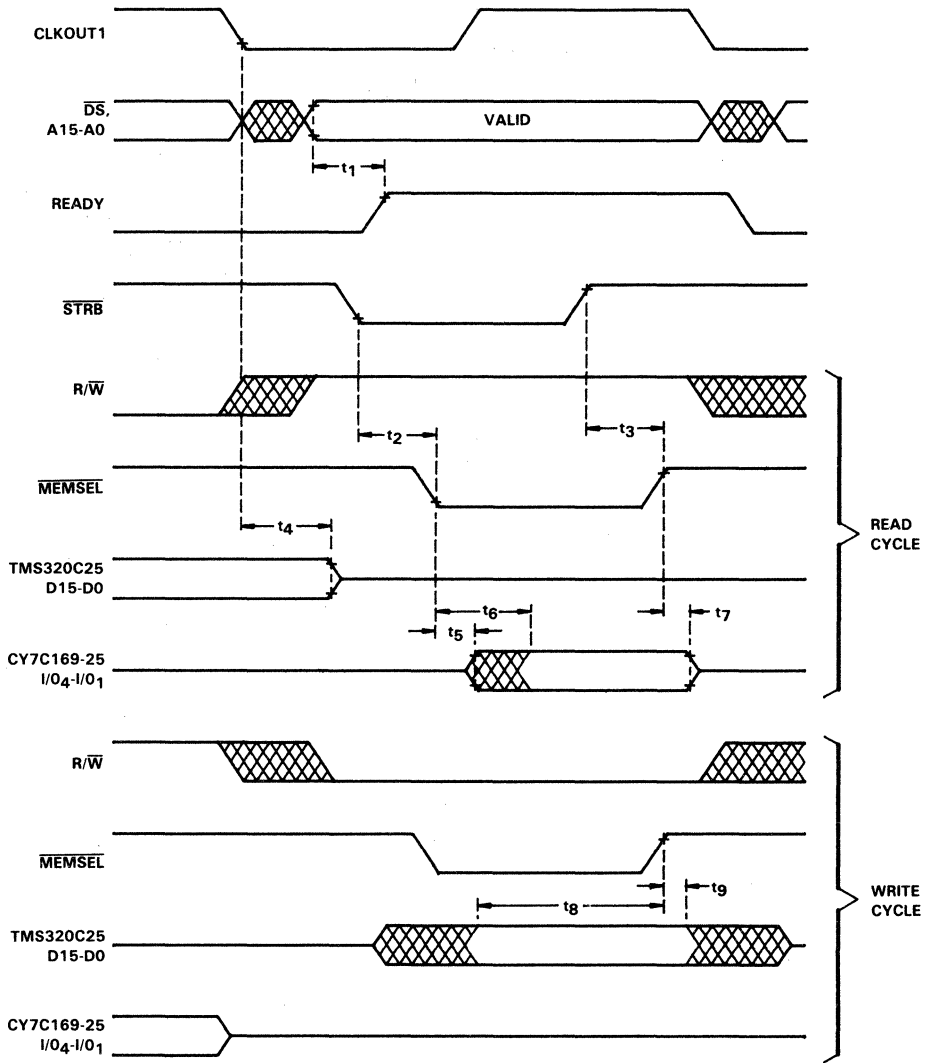 CLKOUT1
DS,
A15-A0
VALID
t1
READY
STRB
R/W
t2
t3
MEMSEL
t4
READ
CYCLE
TMS320C25
D15-D0
t6
t5
t7
CY7C169-25
I/O4-I/O1
R/W
MEMSEL
t9
t8
WRITE
CYCLE
TMS320C25
D15-D0
CY7C169-25
I/O4-I/O1